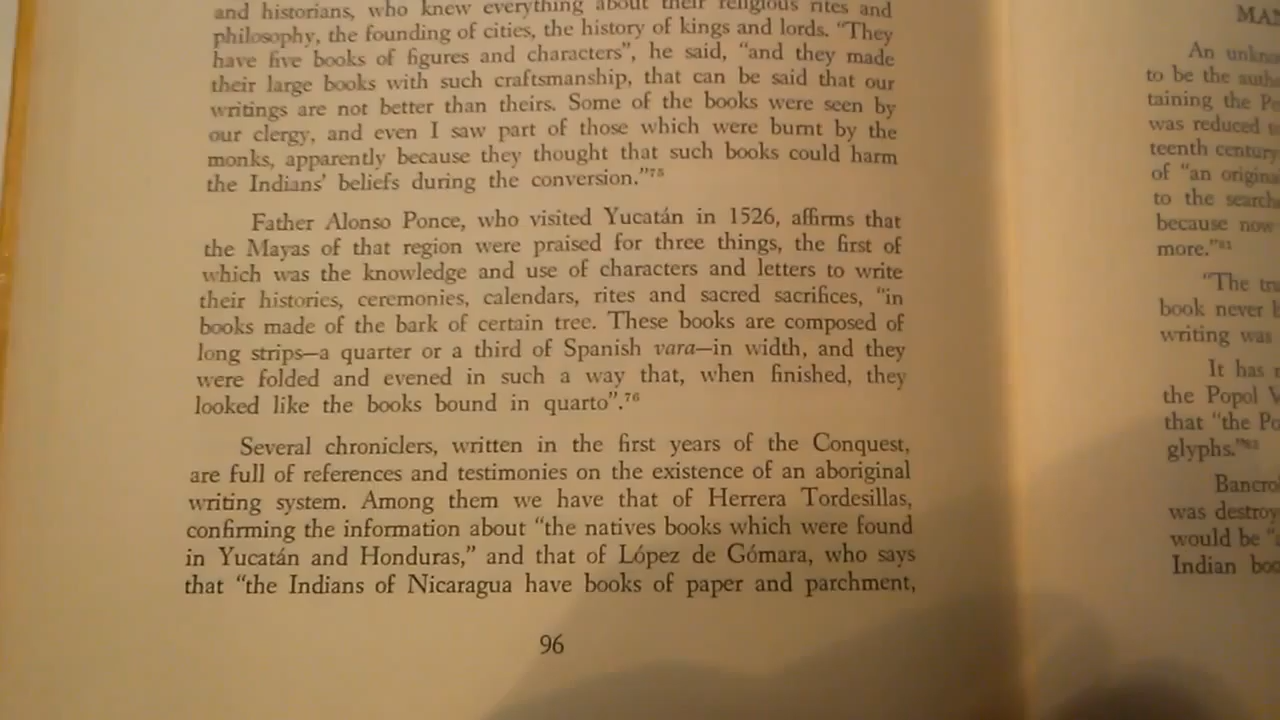 and historians, who knew everything about their religious rites and
philosophy, the founding of cities, the history of kings and lords. “They
have five books of figures and characters”, he said, “and they made
their large books with such craftsmanship, that can be said that our
writings are not better than theirs. Some of the books were seen by
our clergy, and even I saw part of those which were burnt by the
monks, apparently because they thought that such books could harm
the Indians’ beliefs during the conversion.”⁷⁵
Father Alonso Ponce, who visited Yucatán in 1526, affirms that
the Mayas of that region were praised for three things, the first of
which was the knowledge and use of characters and letters to write
their histories, ceremonies, calendars, rites and sacred sacrifices, “in
books made of the bark of certain tree. These books are composed of
long strips—a quarter or a third of Spanish vara—in width, and they
were folded and evened in such a way that, when finished, they
looked like the books bound in quarto”.⁷⁶
Several chroniclers, written in the first years of the Conquest,
are full of references and testimonies on the existence of an aboriginal
writing system. Among them we have that of Herrera Tordesillas,
confirming the information about “the natives books which were found
in Yucatán and Honduras,” and that of López de Gómara, who says
that “the Indians of Nicaragua have books of paper and parchment,
96
An
to be the
taining the
was reduced
teenth century
of “an
to the
because now
more.”⁸¹
“The
book never
writing was
It has
the Popol
that “the
glyphs.”⁸²
was
would be
Indian